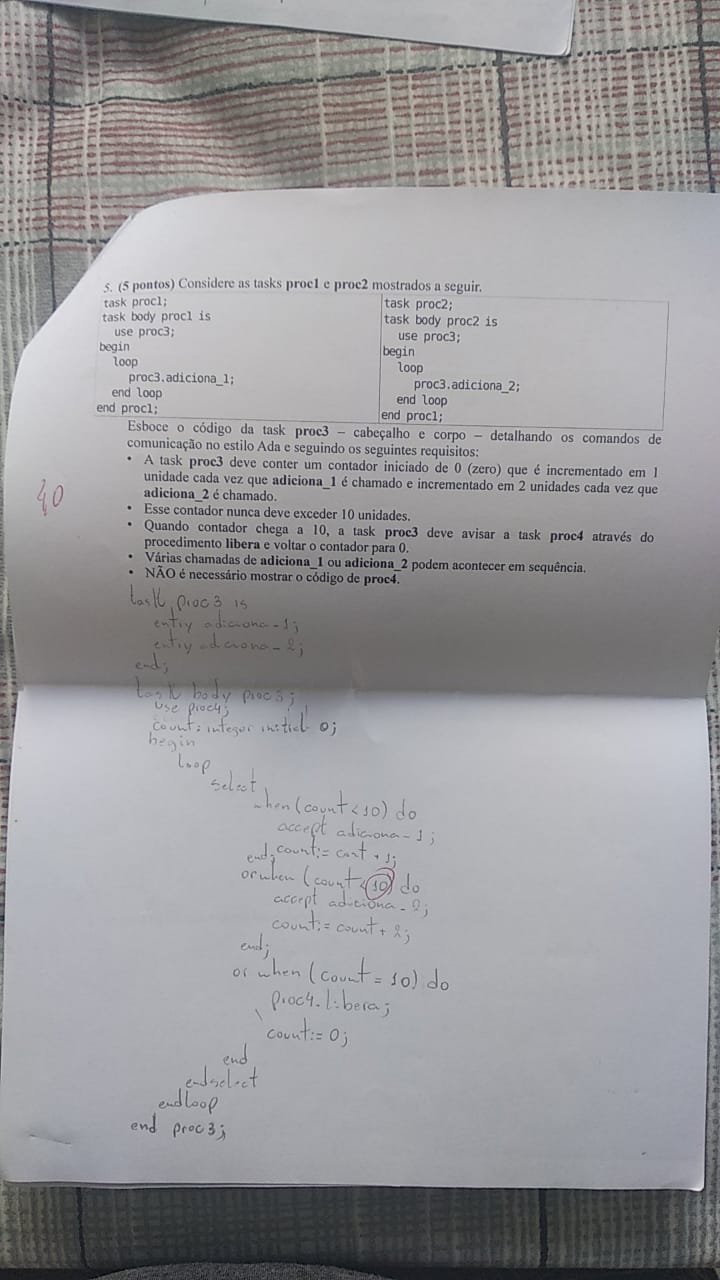 5. (5 pontos) Considere as tasks proc1 e proc2 mostrados a seguir.
task proc1;
task body proc1 is
use proc3;
begin
loop
proc3.adiciona_1;
end loop
end proc1;
task proc2;
task body proc2 is
use proc3;
begin
loop
proc3.adiciona_2;
end loop
end proc1;
Esboce o código da task proc3 – cabeçalho e corpo – detalhando os comandos de
comunicação no estilo Ada e seguindo os seguintes requisitos:
• A task proc3 deve conter um contador iniciado de 0 (zero) que é incrementado em 1
unidade cada vez que adiciona_1 é chamado e incrementado em 2 unidades cada vez que
adiciona_2 é chamado.
• Esse contador nunca deve exceder 10 unidades.
• Quando contador chega a 10, a task proc3 deve avisar a task proc4 através do
procedimento libera e voltar o contador para 0.
• Várias chamadas de adiciona_1 ou adiciona_2 podem acontecer em sequência.
• NÃO é necessário mostrar o código de proc4.
task proc3 is
entry adiciona_1;
entry adiciona_2;
end;
task body proc3;
use proc4;
count: integer initial 0;
begin
loop
select
when (count < 10) do
accept adiciona_1;
count:= cont + 1;
end;
or when (count < 10) do
accept adiciona_2;
count:= count + 2;
end;
or when (count = 10) do
proc4.libera;
count:= 0;
end
endselect
endloop
end proc3;